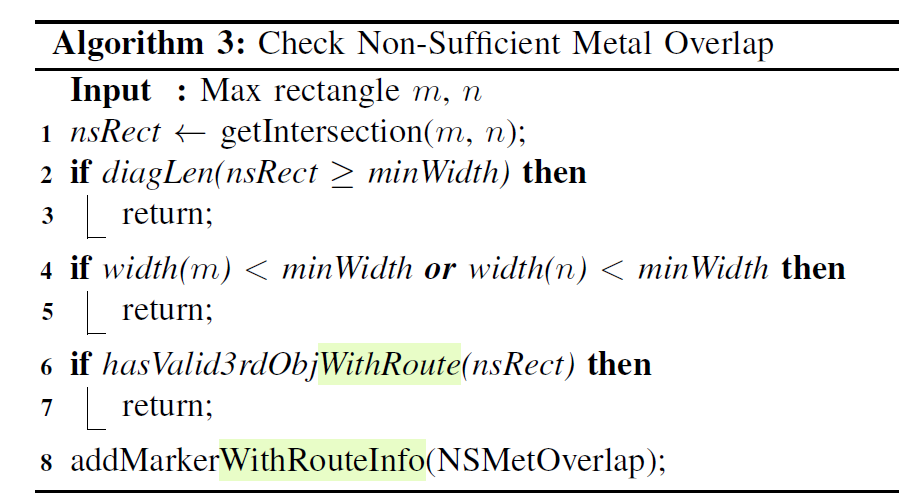 Algorithm 3: Check Non-Sufficient Metal Overlap
Input : Max rectangle m, n
1 nsRect ← getIntersection(m, n);
2 if diagLen(nsRect ≥ minWidth) then
3 return;
4 if width(m) < minWidth or width(n) < minWidth then
5 return;
6 if hasValid3rdObjWithRoute(nsRect) then
7 return;
8 addMarkerWithRouteInfo(NSMetOverlap);